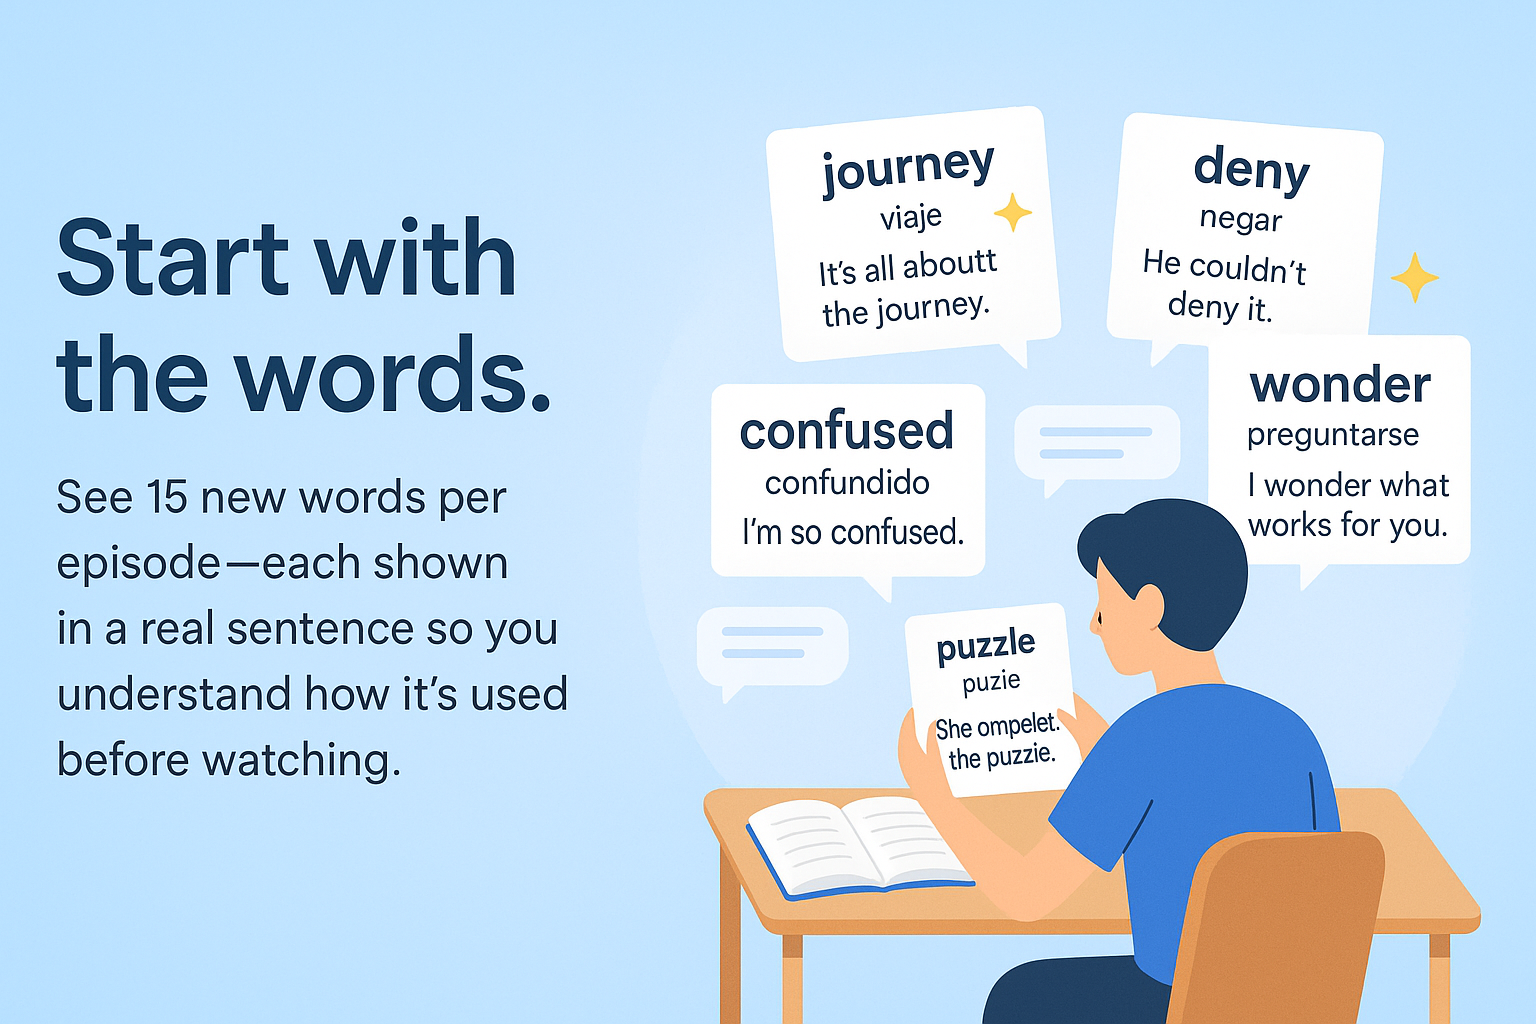 Start with
the words.
See 15 new words per
episode—each shown
in a real sentence so you
understand how it's used
before watching.
journey
viaje
It's all aboutt
the journey.
deny
negar
He couldn't
deny it.
confused
confundido
I'm so confused.
wonder
preguntarse
I wonder what
works for you.
puzzle
puzie
She ompelet.
the puzzie.